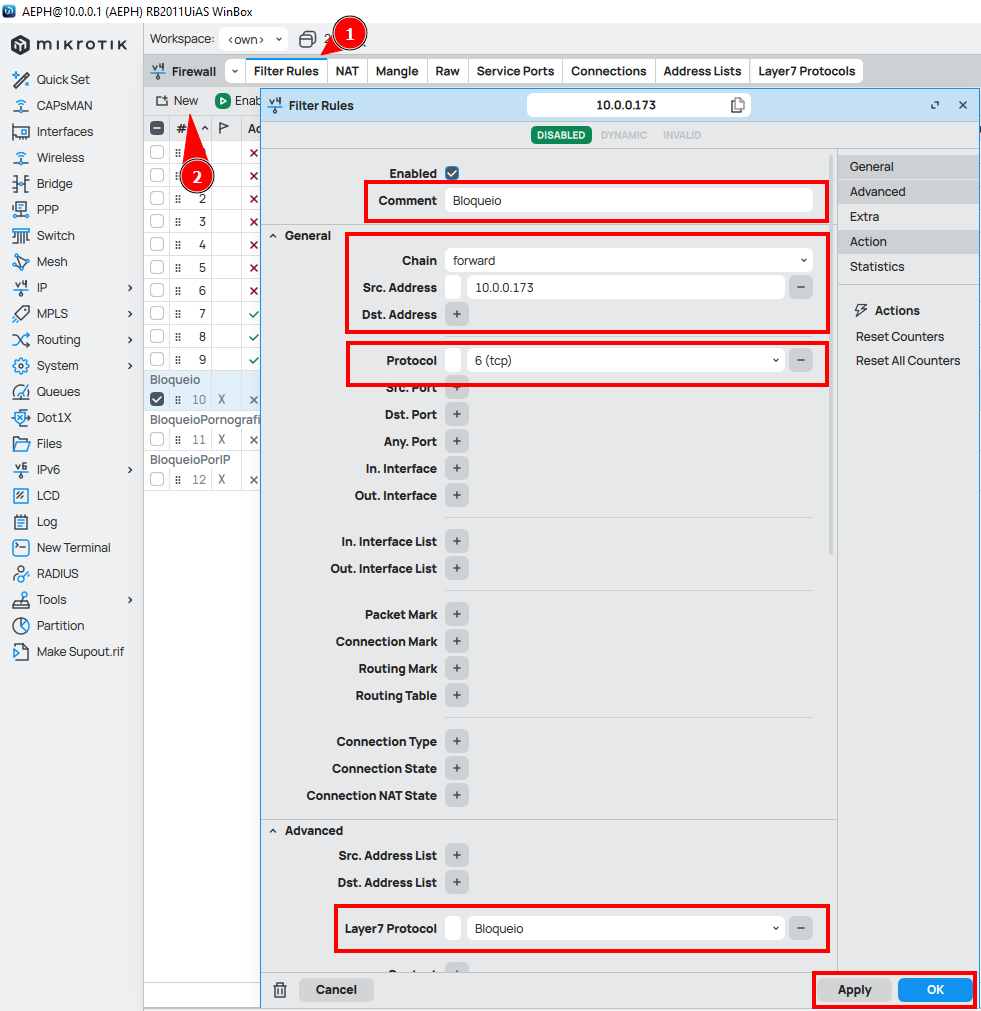 AEPH@10.0.0.1 (AEPH) RB2011UiAS WinBox
MIKROTIK
Workspace: <own>
1
Quick Set
CAPsMAN
Interfaces
Wireless
Bridge
PPP
Switch
Mesh
IP
MPLS
Routing
System
Queues
Dot1X
Files
IPv6
LCD
Log
New Terminal
RADIUS
Tools
Partition
Make Supout.rif
Firewall Filter Rules NAT Mangle Raw Service Ports Connections Address Lists Layer7 Protocols
New Enab
#
2
2
3
4
5
6
7
8
9
Bloqueio
10 X
BloqueioPornografi
11 X
BloqueioPorIP
12 X
Filter Rules 10.0.0.173
DISABLED DYNAMIC INVALID
Enabled
Comment Bloqueio
General
Chain forward
Src. Address 10.0.0.173
Dst. Address +
Protocol 6 (tcp)
Src. Port +
Dst. Port +
Any. Port +
In. Interface +
Out. Interface +
In. Interface List +
Out. Interface List +
Packet Mark +
Connection Mark +
Routing Mark +
Routing Table +
Connection Type +
Connection State +
Connection NAT State +
Advanced
Src. Address List +
Dst. Address List +
Layer7 Protocol Bloqueio
Cancel Apply OK
General
Advanced
Extra
Action
Statistics
Actions
Reset Counters
Reset All Counters